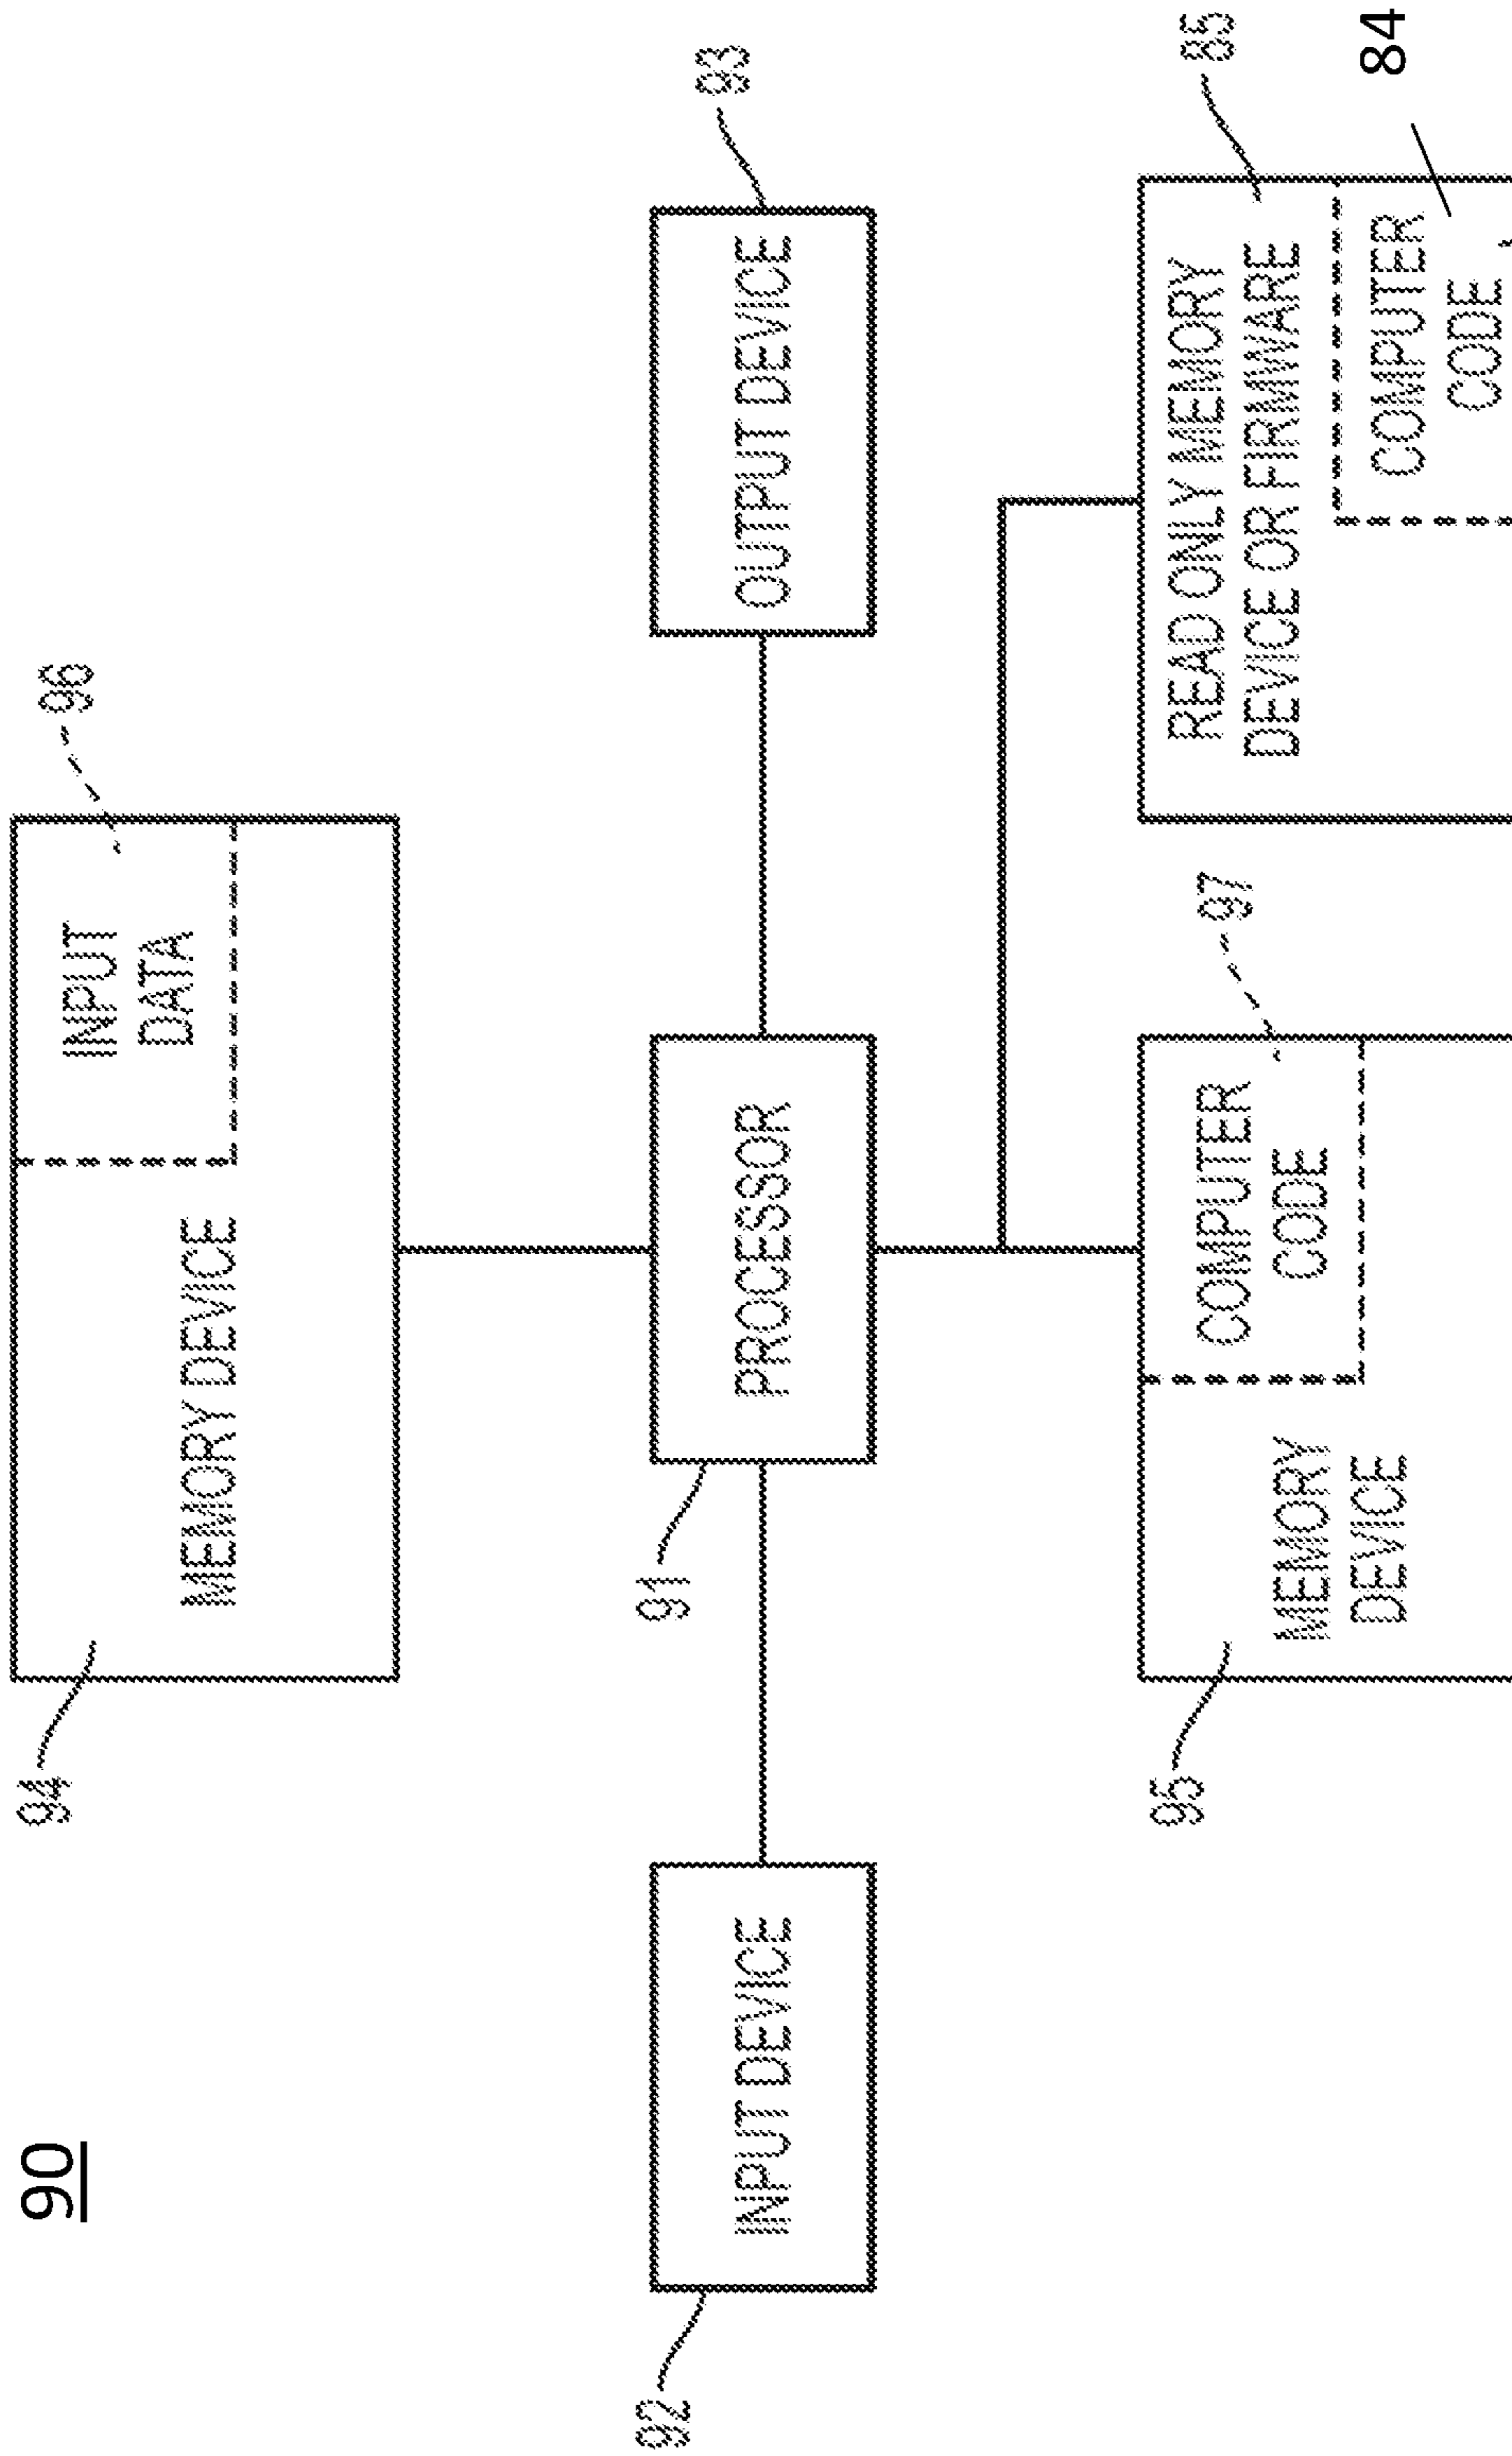 90
94
MEMORY DEVICE
INPUT
DATA
96
92
INPUT DEVICE
91
PROCESSOR
OUTPUT DEVICE
93
95
MEMORY
DEVICE
COMPUTER
CODE
97
READ ONLY MEMORY
DEVICE OR FIRMWARE
85
COMPUTER
CODE
84